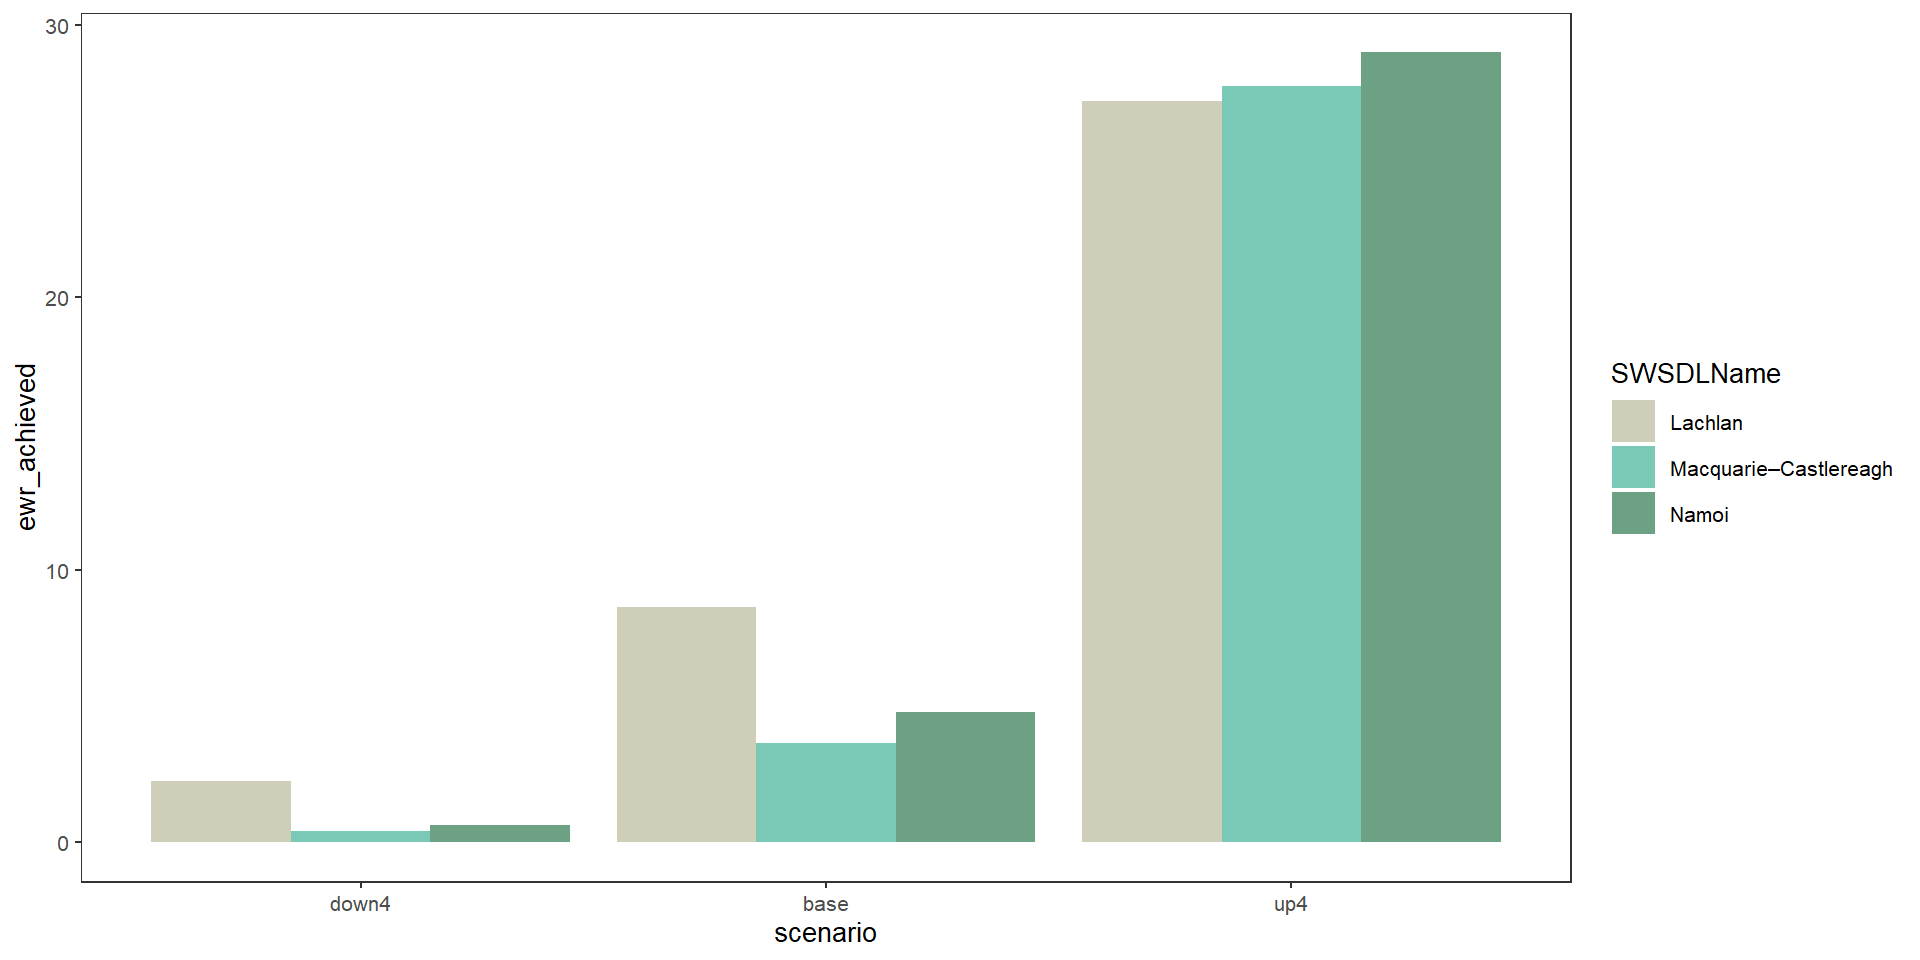 30
20
10
0
ewr_achieved
down4
base
up4
scenario
SWSDLName
Lachlan
Macquarie–Castlereagh
Namoi